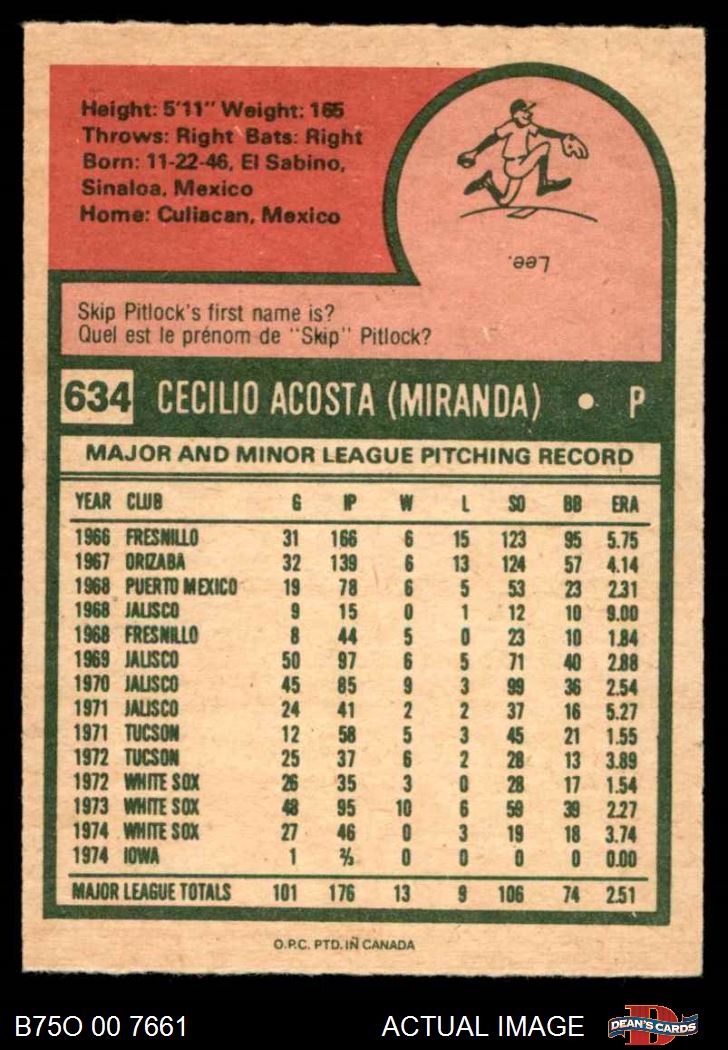 Height: 5'11" Weight: 165
Throws: Right Bats: Right
Born: 11-22-46, El Sabino,
Sinaloa, Mexico
Home: Culiacan, Mexico
Lee.
Skip Pitlock's first name is?
Quel est le prénom de "Skip" Pitlock?
634 CECILIO ACOSTA (MIRANDA) • P
MAJOR AND MINOR LEAGUE PITCHING RECORD
YEAR CLUB G IP W L SO BB ERA
1966 FRESNILLO 31 166 6 15 123 95 5.75
1967 ORIZABA 32 139 6 13 124 57 4.14
1968 PUERTO MEXICO 19 78 6 5 53 23 2.31
1968 JALISCO 9 15 0 1 12 10 9.00
1968 FRESNILLO 8 44 5 0 23 10 1.84
1969 JALISCO 50 97 6 5 71 40 2.88
1970 JALISCO 45 85 9 3 99 36 2.54
1971 JALISCO 24 41 2 2 37 16 5.27
1971 TUCSON 12 58 5 3 45 21 1.55
1972 TUCSON 25 37 6 2 28 13 3.89
1972 WHITE SOX 26 35 3 0 28 17 1.54
1973 WHITE SOX 48 95 10 6 59 39 2.27
1974 WHITE SOX 27 46 0 3 19 18 3.74
1974 IOWA 1 ⅔ 0 0 0 0 0.00
MAJOR LEAGUE TOTALS 101 176 13 9 106 74 2.51
O.P.C. PTD. IN CANADA
B75O 00 7661 ACTUAL IMAGE D DEAN'S CARDS